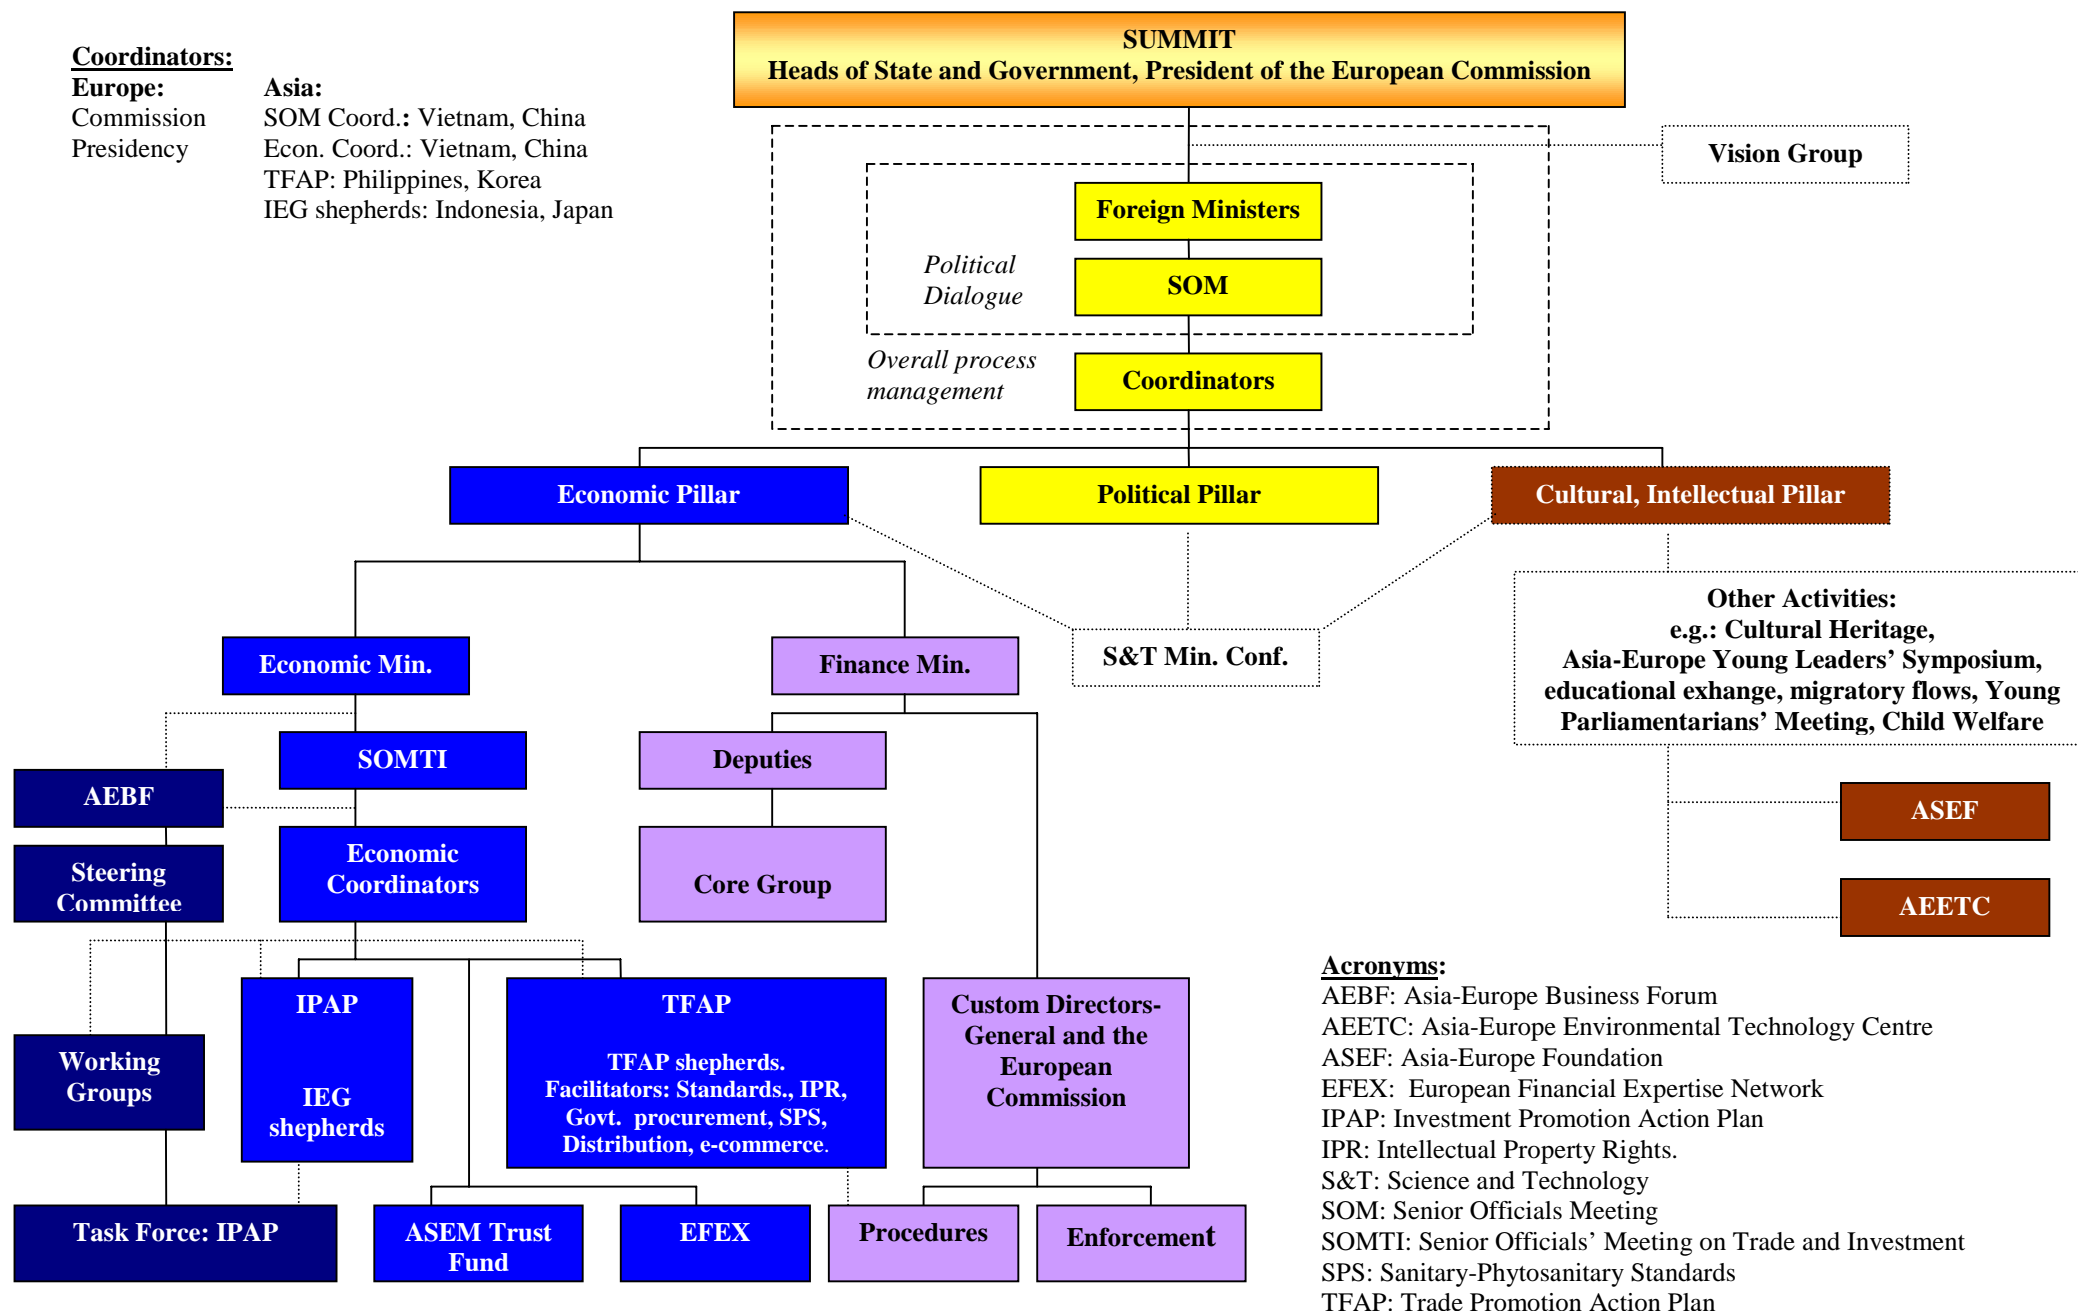 SUMMIT
Heads of State and Government, President of the European Commission
Coordinators:
Europe:
Commission
Presidency
Asia:
SOM Coord.: Vietnam, China
Econ. Coord.: Vietnam, China
TFAP: Philippines, Korea
IEG shepherds: Indonesia, Japan
Vision Group
Foreign Ministers
Political
Dialogue
SOM
Overall process
management
Coordinators
Economic Pillar
Political Pillar
Cultural, Intellectual Pillar
Economic Min.
Finance Min.
S&T Min. Conf.
Other Activities:
e.g.: Cultural Heritage,
Asia-Europe Young Leaders’ Symposium,
educational exhange, migratory flows, Young
Parliamentarians’ Meeting, Child Welfare
SOMTI
Deputies
AEBF
ASEF
Steering
Committee
Economic
Coordinators
Core Group
AEETC
IPAP
IEG
shepherds
TFAP
TFAP shepherds.
Facilitators: Standards., IPR,
Govt. procurement, SPS,
Distribution, e-commerce.
Custom Directors-
General and the
European
Commission
Working
Groups
Task Force: IPAP
ASEM Trust
Fund
EFEX
Procedures
Enforcement
Acronyms:
AEBF: Asia-Europe Business Forum
AEETC: Asia-Europe Environmental Technology Centre
ASEF: Asia-Europe Foundation
EFEX: European Financial Expertise Network
IPAP: Investment Promotion Action Plan
IPR: Intellectual Property Rights.
S&T: Science and Technology
SOM: Senior Officials Meeting
SOMTI: Senior Officials’ Meeting on Trade and Investment
SPS: Sanitary-Phytosanitary Standards
TFAP: Trade Promotion Action Plan